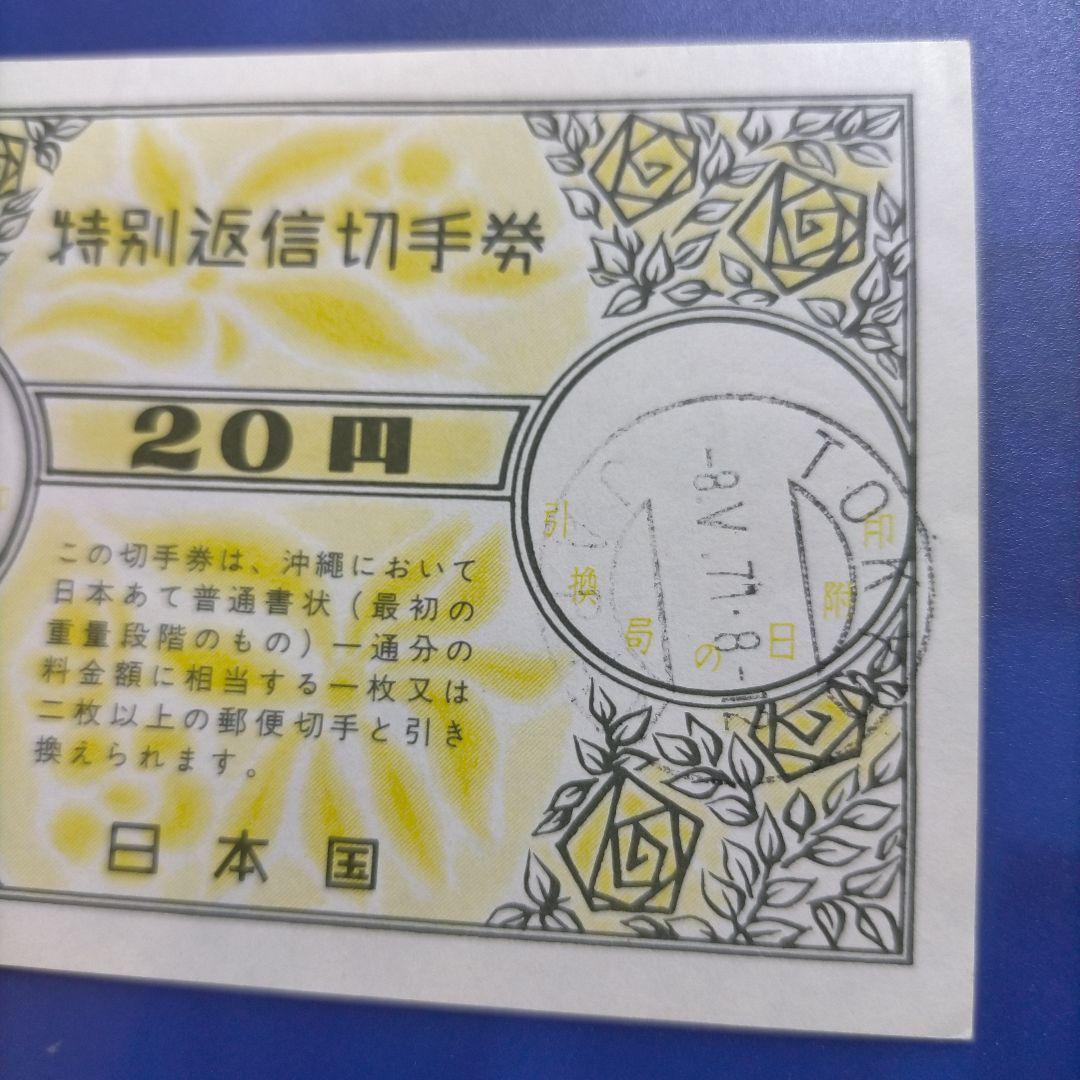 特別返信切手券
20円
この切手券は、沖繩において
日本あて普通書状（最初の
重量段階のもの）一通分の
料金額に相当する一枚又は
二枚以上の郵便切手と引き
換えられます。
日本国
引換局の日附印
-8.V.71.8-